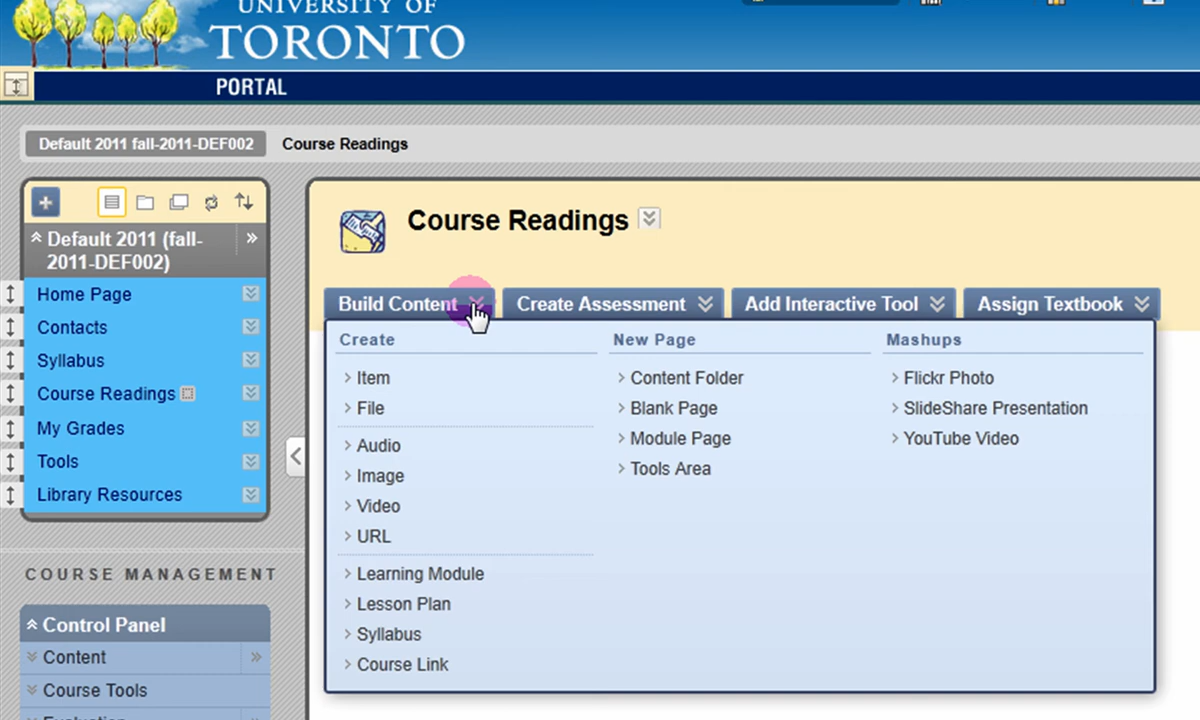 UNIVERSITY OF
TORONTO
PORTAL
Default 2011 fall-2011-DEF002
Course Readings
Default 2011 (fall-
2011-DEF002)
Home Page
Contacts
Syllabus
Course Readings
My Grades
Tools
Library Resources
COURSE MANAGEMENT
Control Panel
Content
Course Tools
Evaluation
Course Readings
Build Content
Create Assessment
Add Interactive Tool
Assign Textbook
Create
Item
File
Audio
Image
Video
URL
Learning Module
Lesson Plan
Syllabus
Course Link
New Page
Content Folder
Blank Page
Module Page
Tools Area
Mashups
Flickr Photo
SlideShare Presentation
YouTube Video